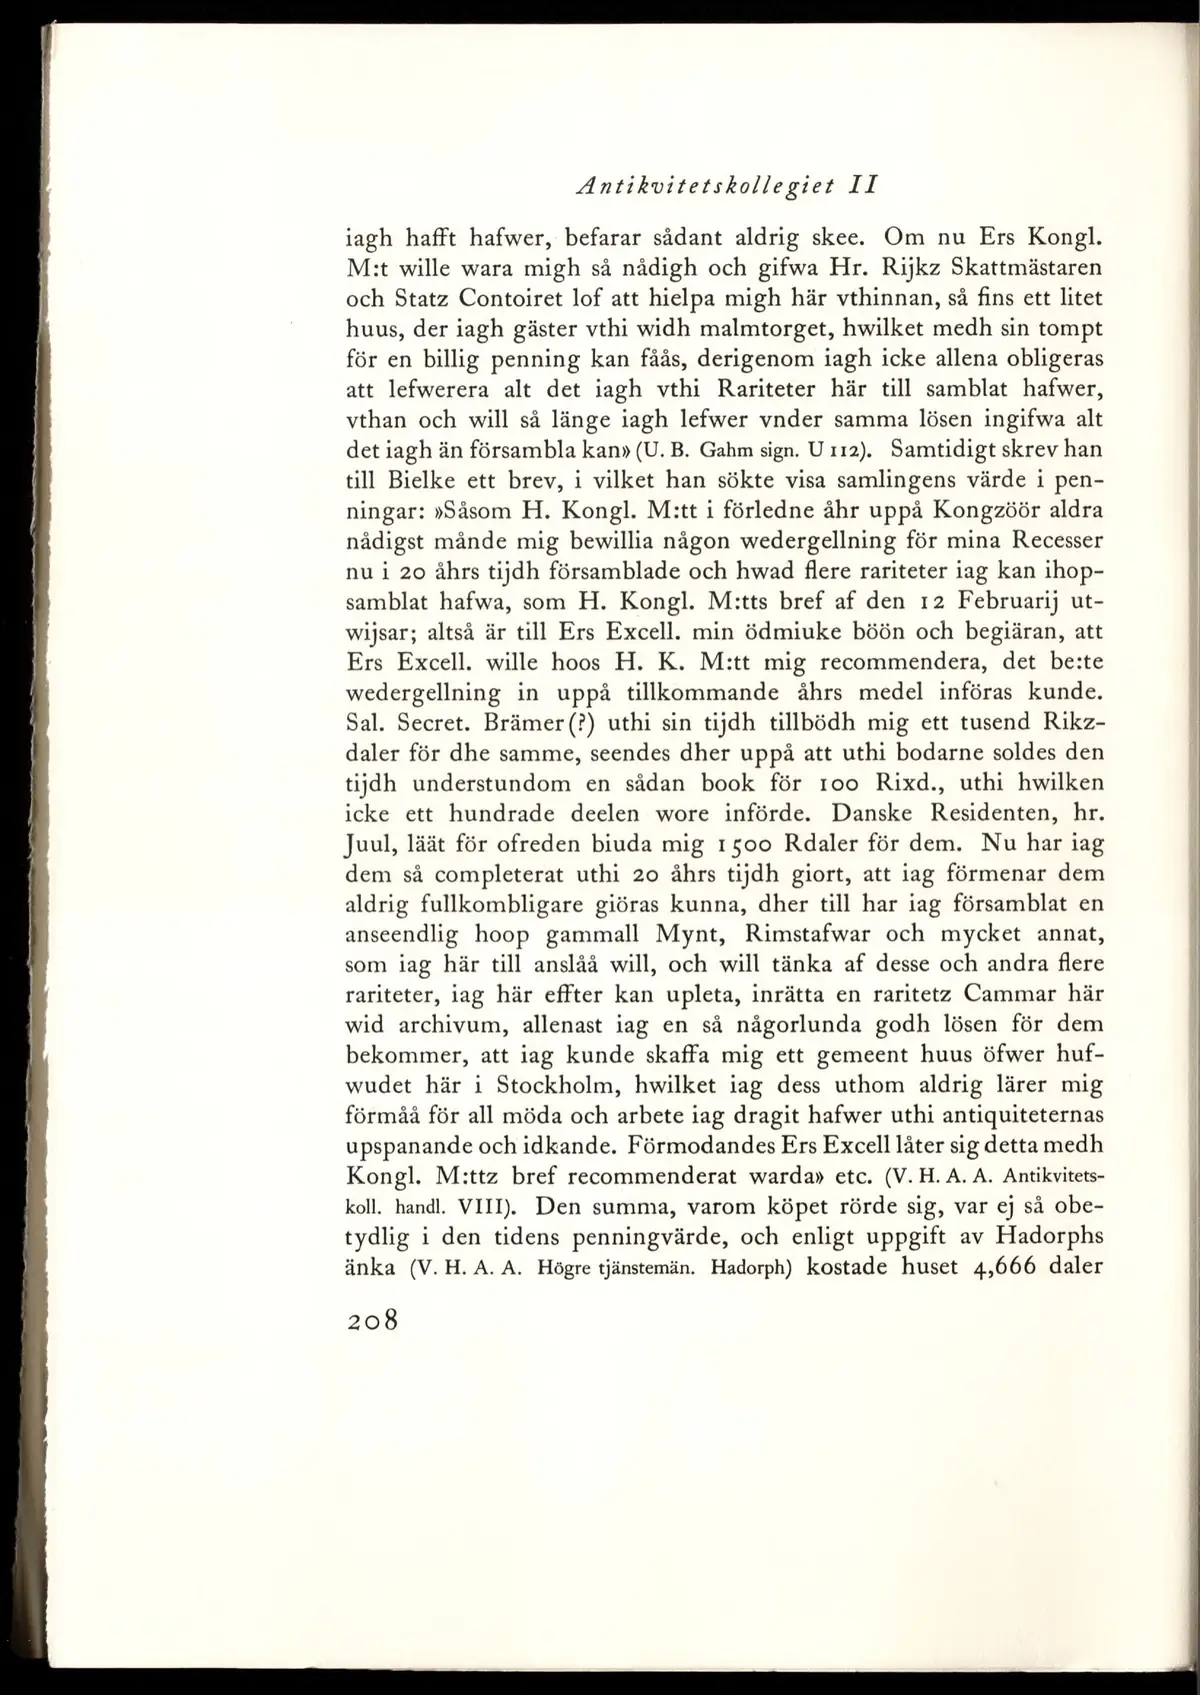 Antikvitetskollegiet II
iagh hafft hafwer, befarar sådant aldrig skee. Om nu Ers Kongl.
M:t wille wara migh så nådigh och gifwa Hr. Rijkz Skattmästaren
och Statz Contoiret lof att hielpa migh här vthinnan, så fins ett litet
huus, der iagh gäster vthi widh malmtorget, hwilket medh sin tompt
för en billig penning kan fåås, derigenom iagh icke allena obligeras
att lefwerera alt det iagh vthi Rariteter här till samblat hafwer,
vthan och will så länge iagh lefwer vnder samma lösen ingifwa alt
det iagh än försambla kan» (U. B. Gahm sign. U 112). Samtidigt skrev han
till Bielke ett brev, i vilket han sökte visa samlingens värde i pen-
ningar: »Såsom H. Kongl. M:tt i förledne åhr uppå Kongzöör aldra
nådigst månde mig bewillia någon wedergellning för mina Recesser
nu i 20 åhrs tijdh församblade och hwad flere rariteter iag kan ihop-
samblat hafwa, som H. Kongl. M:tts bref af den 12 Februarij ut-
wijsar; altså är till Ers Excell. min ödmiuke böön och begiäran, att
Ers Excell. wille hoos H. K. M:tt mig recommendera, det be:te
wedergellning in uppå tillkommande åhrs medel införas kunde.
Sal. Secret. Brämer(?) uthi sin tijdh tillbödh mig ett tusend Rikz-
daler för dhe samme, seendes dher uppå att uthi bodarne soldes den
tijdh understundom en sådan book för 100 Rixd., uthi hwilken
icke ett hundrade deelen wore införde. Danske Residenten, hr.
Juul, läät för ofreden biuda mig 1500 Rdaler för dem. Nu har iag
dem så completerat uthi 20 åhrs tijdh giort, att iag förmenar dem
aldrig fullkombligare giöras kunna, dher till har iag församblat en
anseendlig hoop gammall Mynt, Rimstafwar och mycket annat,
som iag här till anslåå will, och will tänka af desse och andra flere
rariteter, iag här effter kan upleta, inrätta en raritetz Cammar här
wid archivum, allenast iag en så någorlunda godh lösen för dem
bekommer, att iag kunde skaffa mig ett gemeent huus öfwer huf-
wudet här i Stockholm, hwilket iag dess uthom aldrig lärer mig
förmåå för all möda och arbete iag dragit hafwer uthi antiquiteternas
upspanande och idkande. Förmodandes Ers Excell låter sig detta medh
Kongl. M:ttz bref recommenderat warda» etc. (V. H. A. A. Antikvitets-
koll. handl. VIII). Den summa, varom köpet rörde sig, var ej så obe-
tydlig i den tidens penningvärde, och enligt uppgift av Hadorphs
änka (V. H. A. A. Högre tjänstemän. Hadorph) kostade huset 4,666 daler
208